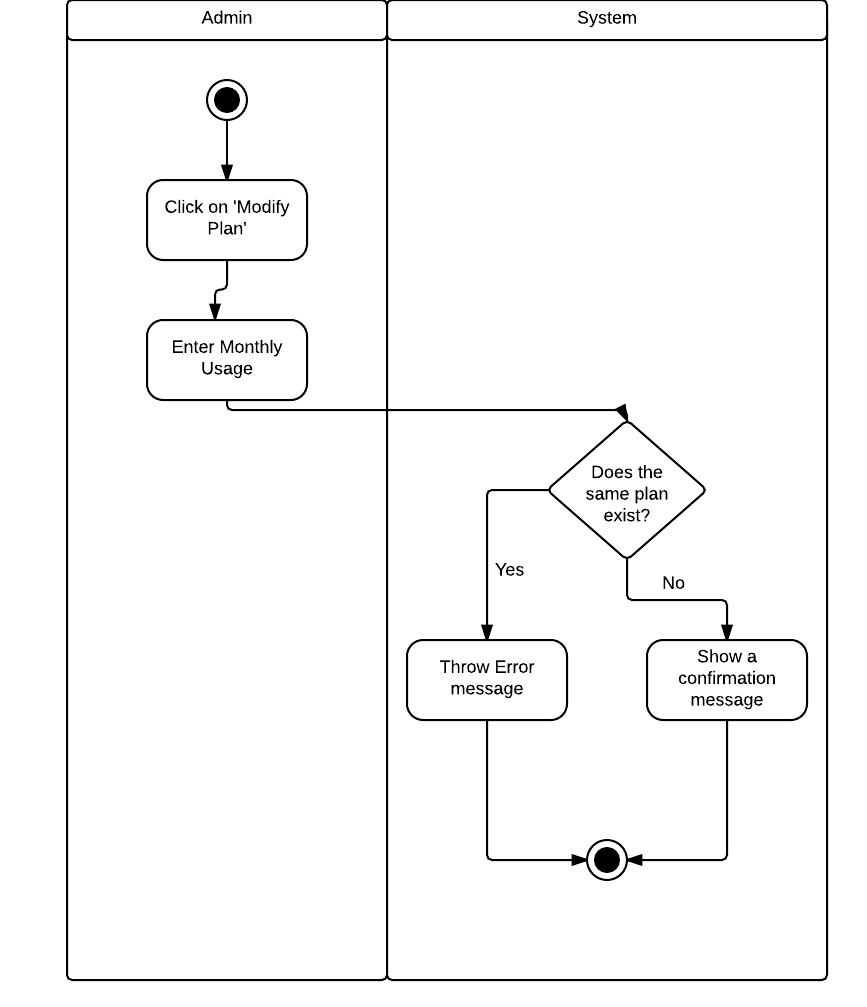 Admin
System
Click on 'Modify
Plan'
Enter Monthly
Usage
Does the
same plan
exist?
Yes
No
Throw Error
message
Show a
confirmation
message